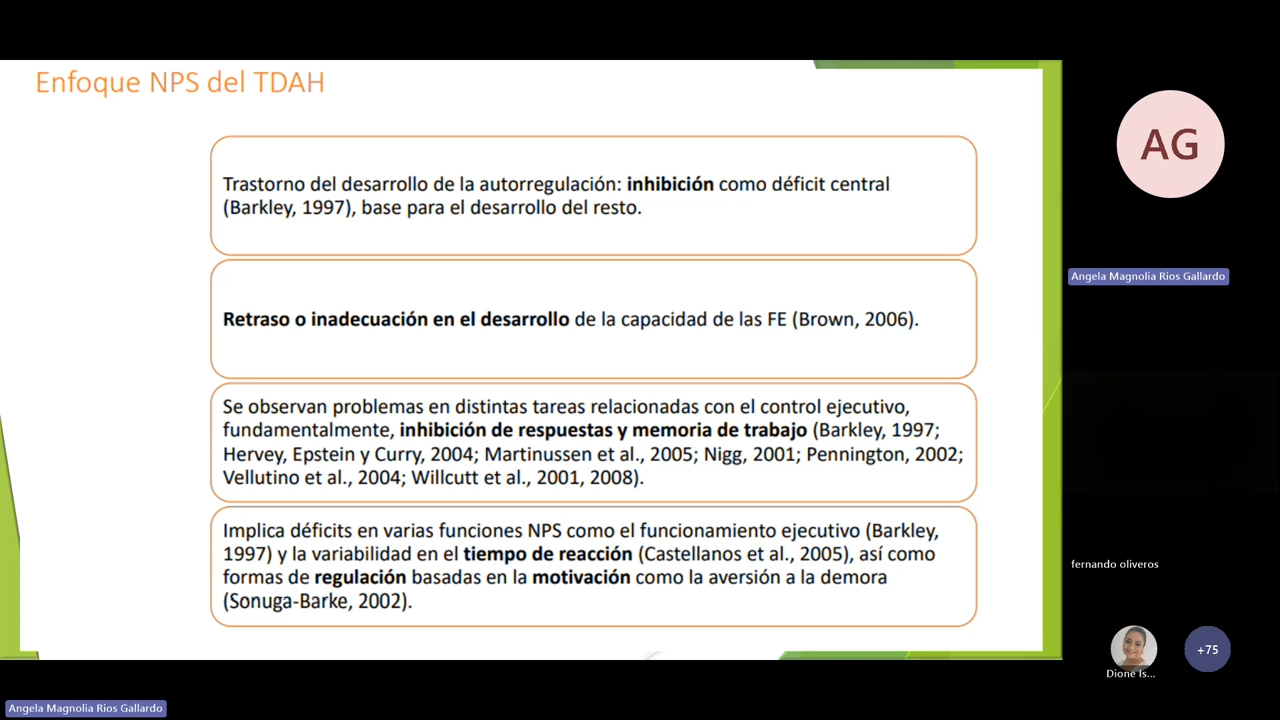 Enfoque NPS del TDAH
Trastorno del desarrollo de la autorregulación: inhibición como déficit central
(Barkley, 1997), base para el desarrollo del resto.
Retraso o inadecuación en el desarrollo de la capacidad de las FE (Brown, 2006).
Se observan problemas en distintas tareas relacionadas con el control ejecutivo,
fundamentalmente, inhibición de respuestas y memoria de trabajo (Barkley, 1997;
Hervey, Epstein y Curry, 2004; Martinussen et al., 2005; Nigg, 2001; Pennington, 2002;
Vellutino et al., 2004; Willcutt et al., 2001, 2008).
Implica déficits en varias funciones NPS como el funcionamiento ejecutivo (Barkley,
1997) y la variabilidad en el tiempo de reacción (Castellanos et al., 2005), así como
formas de regulación basadas en la motivación como la aversión a la demora
(Sonuga-Barke, 2002).
AG
Angela Magnolia Rios Gallardo
fernando oliveros
+75
Dione Is...
Angela Magnolia Rios Gallardo